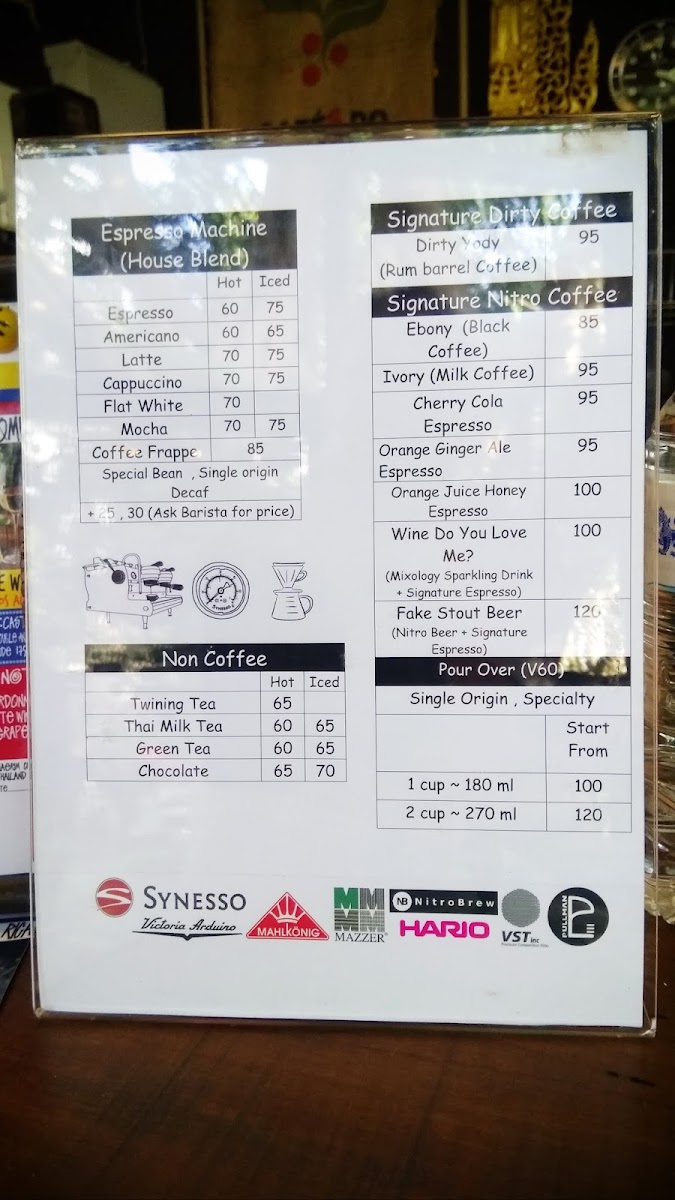 Espresso Machine
(House Blend)
Hot Iced
Espresso 60 75
Americano 60 65
Latte 70 75
Cappuccino 70 75
Flat White 70
Mocha 70 75
Coffee Frappe 85
Special Bean , Single origin
Decaf
+ 25 , 30 (Ask Barista for price)
Synesso
Non Coffee
Hot Iced
Twining Tea 65
Thai Milk Tea 60 65
Green Tea 60 65
Chocolate 65 70
Signature Dirty Coffee
Dirty Yody 95
(Rum barrel Coffee)
Signature Nitro Coffee
Ebony (Black 85
Coffee)
Ivory (Milk Coffee) 95
Cherry Cola 95
Espresso
Orange Ginger Ale 95
Espresso
Orange Juice Honey 100
Espresso
Wine Do You Love 100
Me?
(Mixology Sparkling Drink
+ Signature Espresso)
Fake Stout Beer 120
(Nitro Beer + Signature
Espresso)
Pour Over (V60)
Single Origin , Specialty
Start
From
1 cup ~ 180 ml 100
2 cup ~ 270 ml 120
SYNESSO
Victoria Arduino
MAHLKÖNIG
MAZZER
NB NitroBrew
HARIO
VST inc
PULLMAN